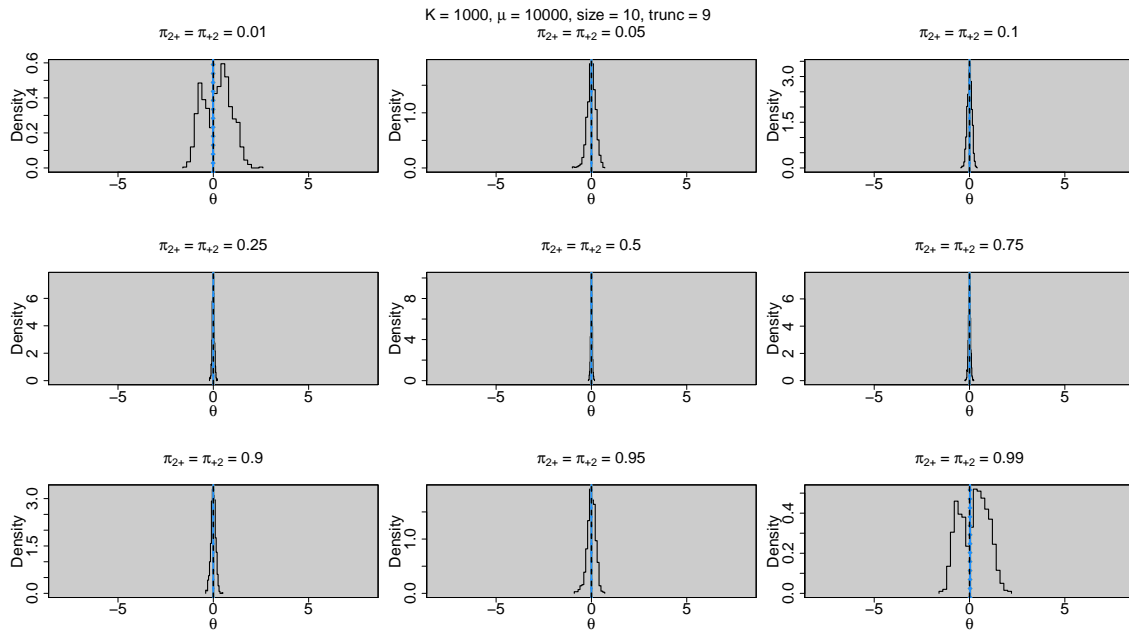 K = 1000, μ = 10000, size = 10, trunc = 9
π2+ = π+2 = 0.01
Density
0.0 0.2 0.4 0.6
−5 0 5
θ
π2+ = π+2 = 0.05
Density
0.0 1.0
−5 0 5
θ
π2+ = π+2 = 0.1
Density
0.0 1.5 3.0
−5 0 5
θ
π2+ = π+2 = 0.25
Density
0 2 4 6
−5 0 5
θ
π2+ = π+2 = 0.5
Density
0 4 8
−5 0 5
θ
π2+ = π+2 = 0.75
Density
0 2 4 6
−5 0 5
θ
π2+ = π+2 = 0.9
Density
0.0 1.5 3.0
−5 0 5
θ
π2+ = π+2 = 0.95
Density
0.0 1.0
−5 0 5
θ
π2+ = π+2 = 0.99
Density
0.0 0.2 0.4
−5 0 5
θ